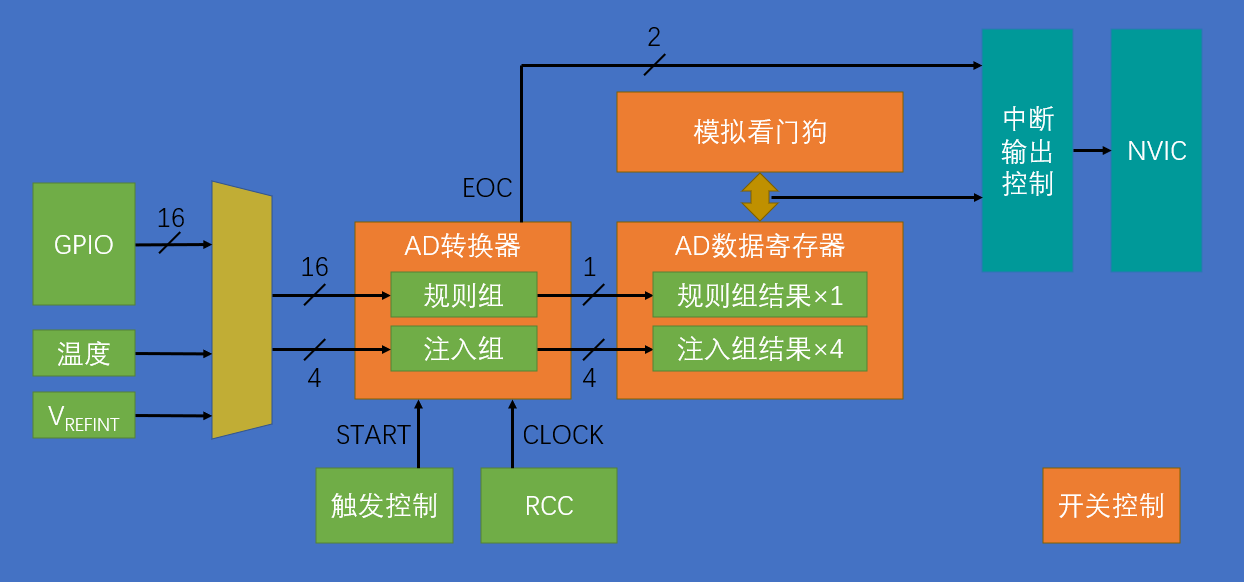 2
模拟看门狗
中断
输出
控制
NVIC
EOC
GPIO
16
AD转换器
AD数据寄存器
16
规则组
1
规则组结果×1
温度
4
注入组
4
注入组结果×4
VREFINT
START
CLOCK
触发控制
RCC
开关控制